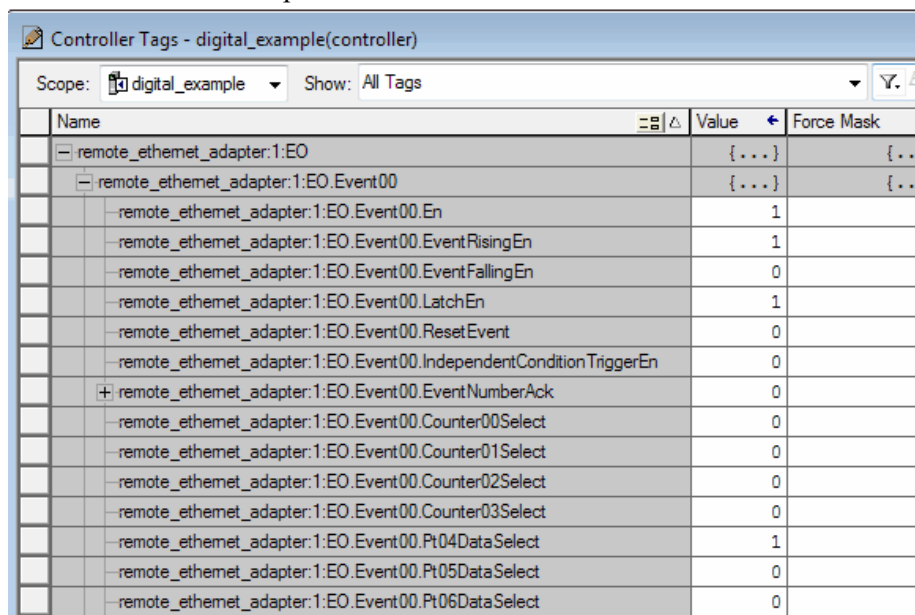 Controller Tags - digital_example(controller)
Scope: digital_example Show: All Tags
Name Value Force Mask
remote_ethernet_adapter:1:EO {...} {..
remote_ethernet_adapter:1:EO.Event00 {...} {..
remote_ethernet_adapter:1:EO.Event00.En 1
remote_ethernet_adapter:1:EO.Event00.EventRisingEn 1
remote_ethernet_adapter:1:EO.Event00.EventFallingEn 0
remote_ethernet_adapter:1:EO.Event00.LatchEn 1
remote_ethernet_adapter:1:EO.Event00.ResetEvent 0
remote_ethernet_adapter:1:EO.Event00.IndependentConditionTriggerEn 0
remote_ethernet_adapter:1:EO.Event00.EventNumberAck 0
remote_ethernet_adapter:1:EO.Event00.Counter00Select 0
remote_ethernet_adapter:1:EO.Event00.Counter01Select 0
remote_ethernet_adapter:1:EO.Event00.Counter02Select 0
remote_ethernet_adapter:1:EO.Event00.Counter03Select 0
remote_ethernet_adapter:1:EO.Event00.Pt04DataSelect 1
remote_ethernet_adapter:1:EO.Event00.Pt05DataSelect 0
remote_ethernet_adapter:1:EO.Event00.Pt06DataSelect 0